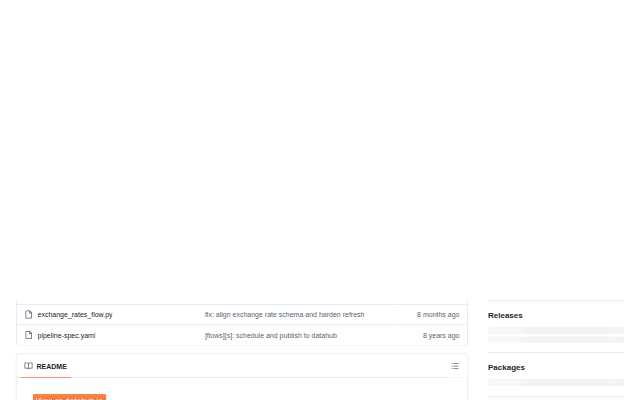 exchange_rates_flow.py fix: align exchange rate schema and harden refresh 8 months ago
pipeline-spec.yaml [flows][s]: schedule and publish to datahub 8 years ago
README
Releases
Packages